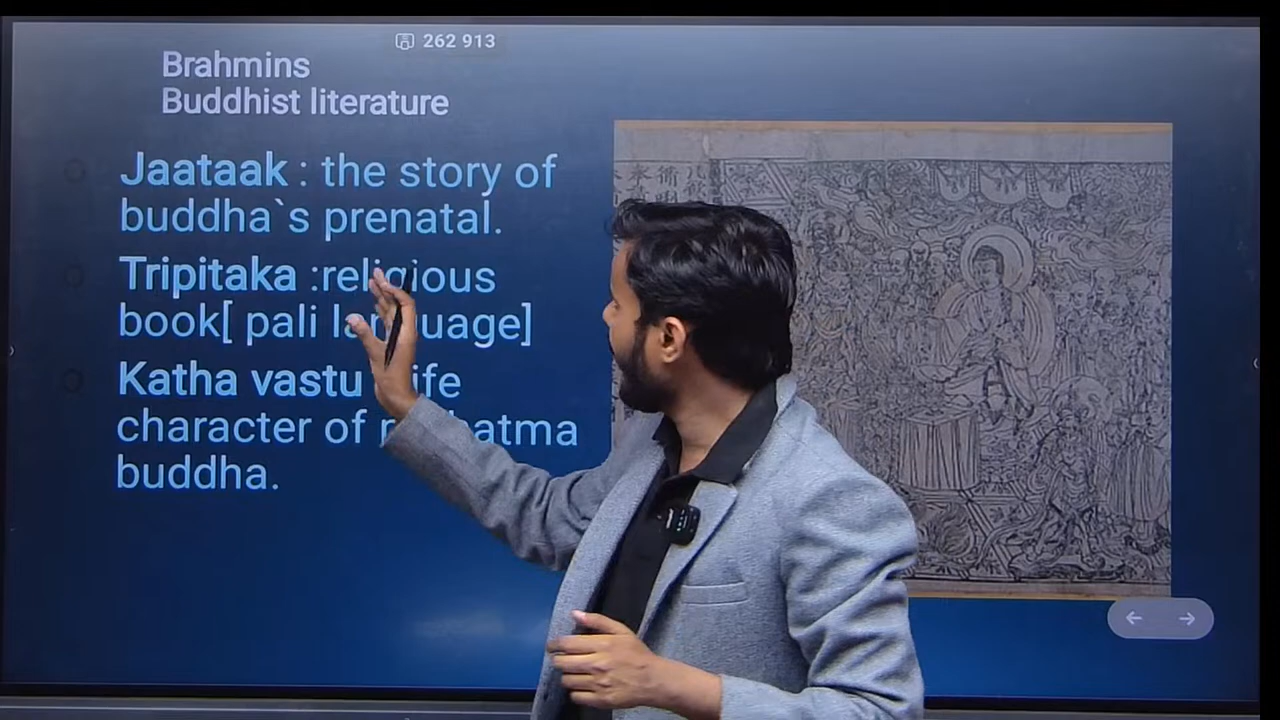 262 913
Brahmins
Buddhist literature
Jaataak : the story of
buddha`s prenatal.
Tripitaka :religious
book[ pali language]
Katha vastu
character of
buddha.